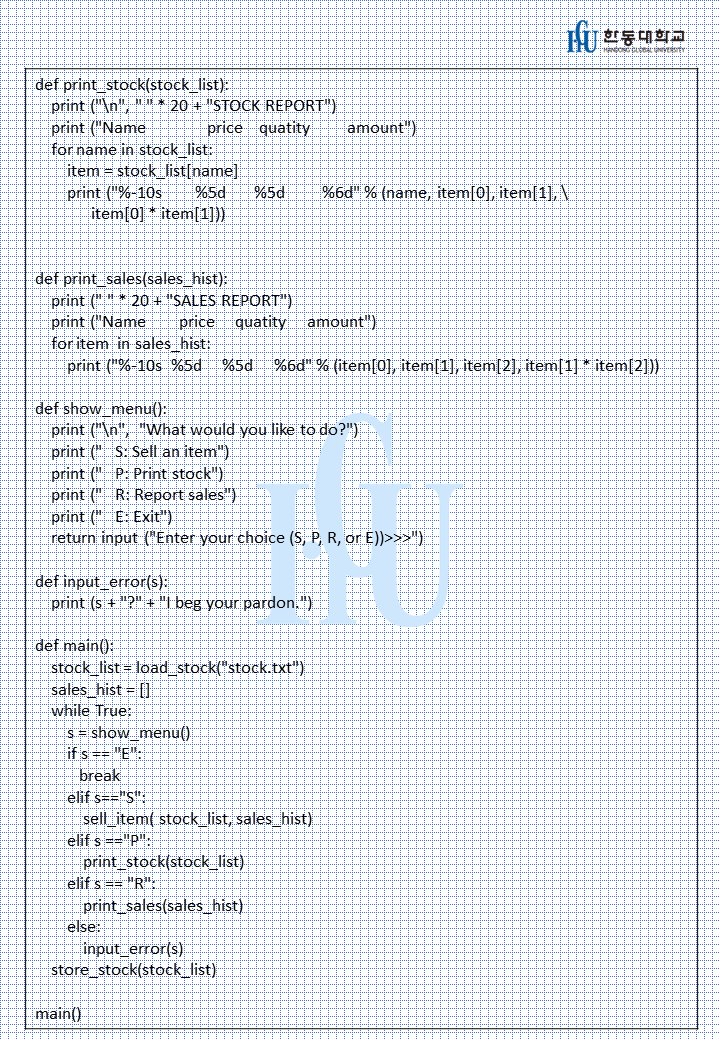 한동대학교
HANDONG GLOBAL UNIVERSITY
def print_stock(stock_list):
    print ("\n", " " * 20 + "STOCK REPORT")
    print ("Name               price    quatity         amount")
    for name in stock_list:
        item = stock_list[name]
        print ("%-10s        %5d       %5d         %6d" % (name, item[0], item[1], \
              item[0] * item[1]))
def print_sales(sales_hist):
    print (" " * 20 + "SALES REPORT")
    print ("Name        price     quatity     amount")
    for item  in sales_hist:
        print ("%-10s  %5d     %5d     %6d" % (item[0], item[1], item[2], item[1] * item[2]))
def show_menu():
    print ("\n",  "What would you like to do?")
    print ("   S: Sell an item")
    print ("   P: Print stock")
    print ("   R: Report sales")
    print ("   E: Exit")
    return input ("Enter your choice (S, P, R, or E))>>>")
def input_error(s):
    print (s + "?" + "I beg your pardon.")
def main():
    stock_list = load_stock("stock.txt")
    sales_hist = []
    while True:
        s = show_menu()
        if s == "E":
           break
        elif s=="S":
            sell_item( stock_list, sales_hist)
        elif s =="P":
            print_stock(stock_list)
        elif s == "R":
            print_sales(sales_hist)
        else:
            input_error(s)
    store_stock(stock_list)
main()